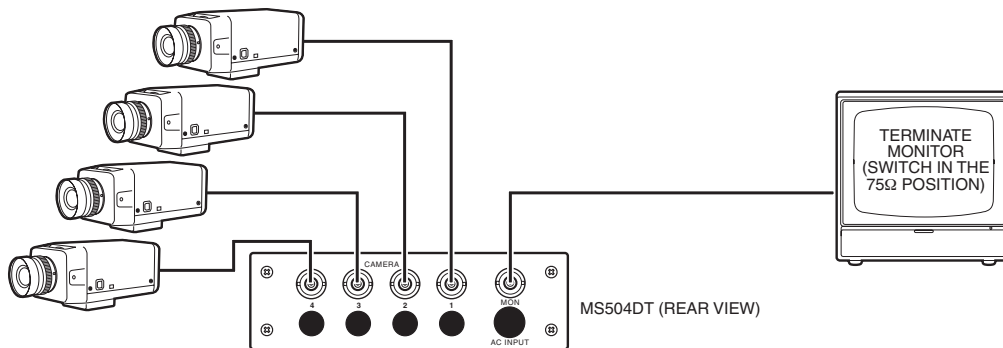 TERMINATE
MONITOR
(SWITCH IN THE
75Ω POSITION)
CAMERA
4 3 2 1 MON
MS504DT (REAR VIEW)
AC INPUT